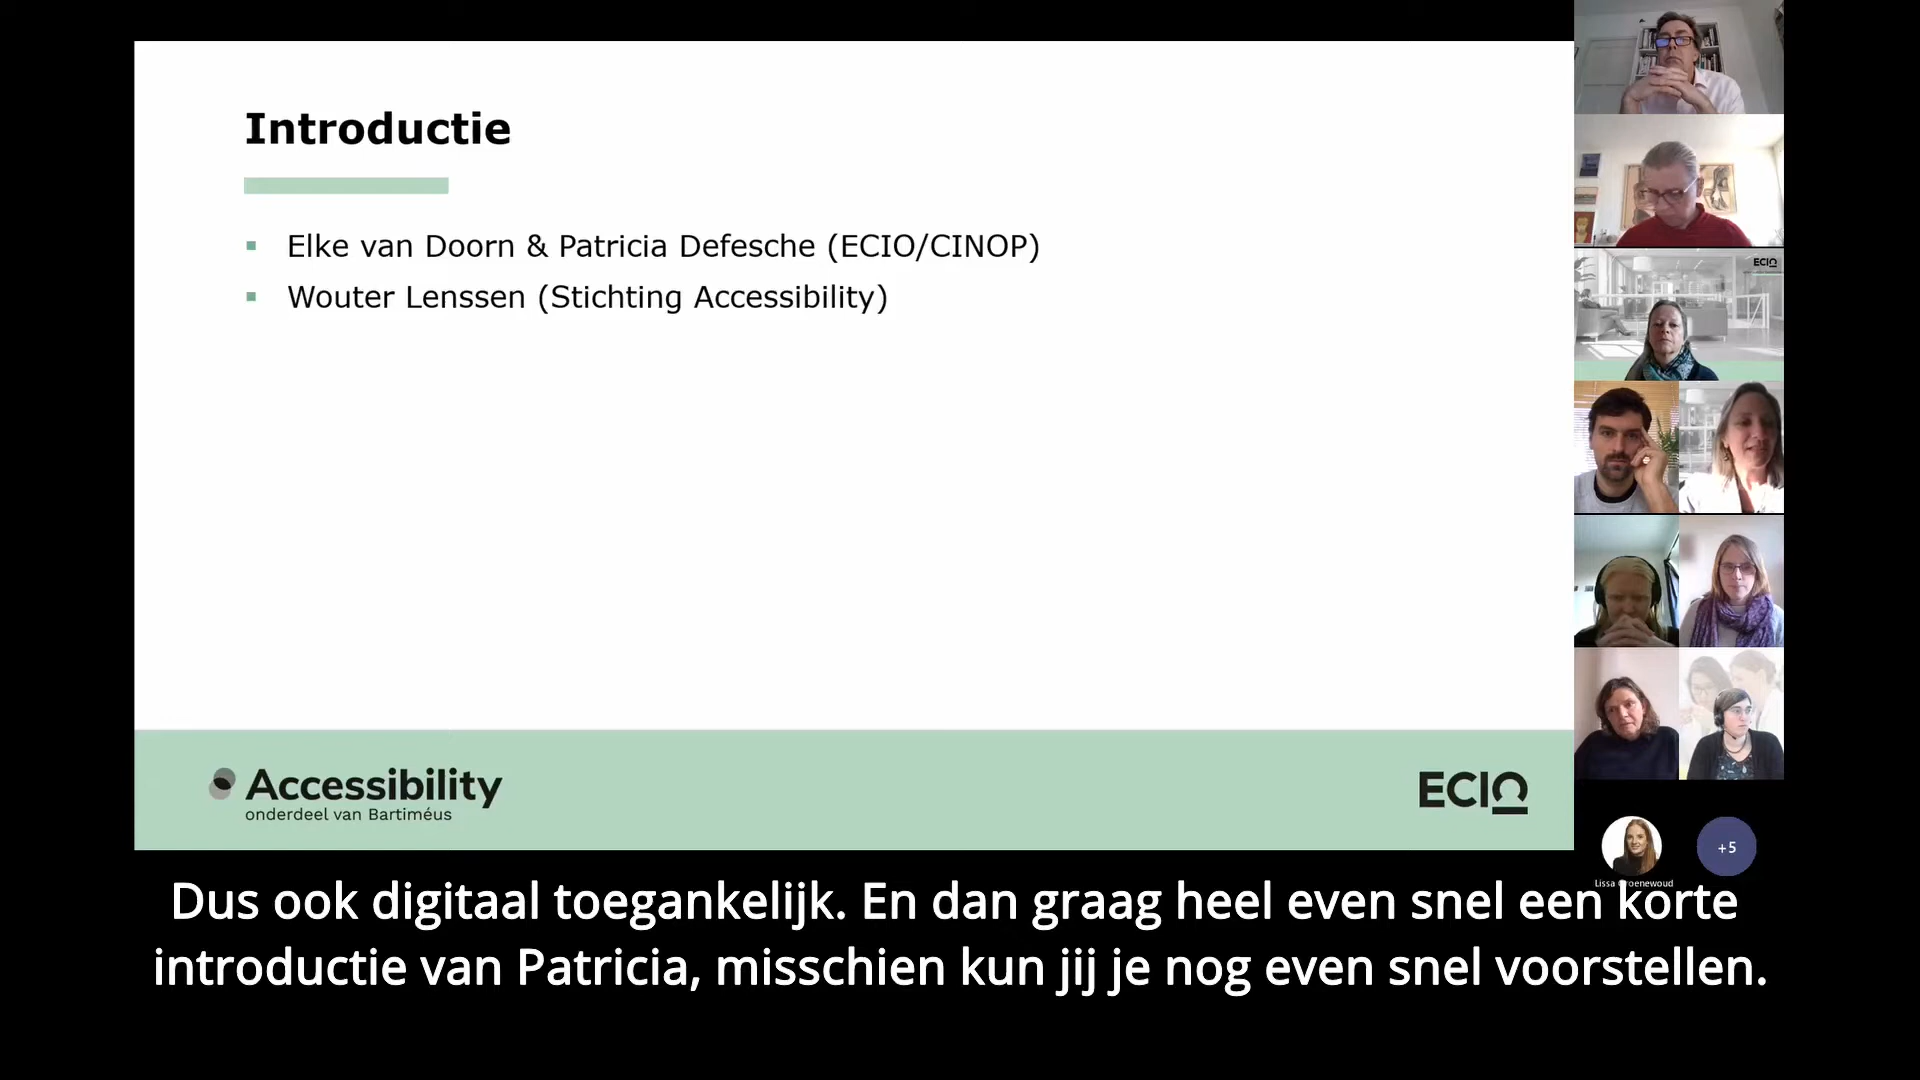 Introductie
Elke van Doorn & Patricia Defesche (ECIO/CINOP)
Wouter Lenssen (Stichting Accessibility)
Accessibility
onderdeel van Bartiméus
ECIO
ECIO
+5
Lissa Groenewoud
Dus ook digitaal toegankelijk. En dan graag heel even snel een korte
introductie van Patricia, misschien kun jij je nog even snel voorstellen.